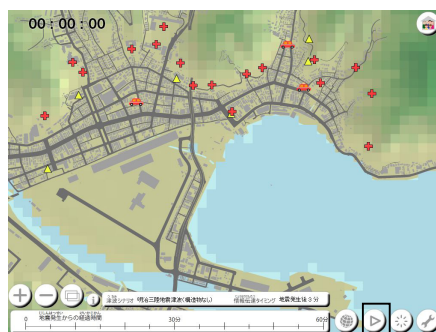 00 : 00 : 00
津波シナリオ 明治三陸地震津波(構造物なし) 情報伝達タイミング 地震発生後 3 分
地震発生からの経過時間
0 30分 60分